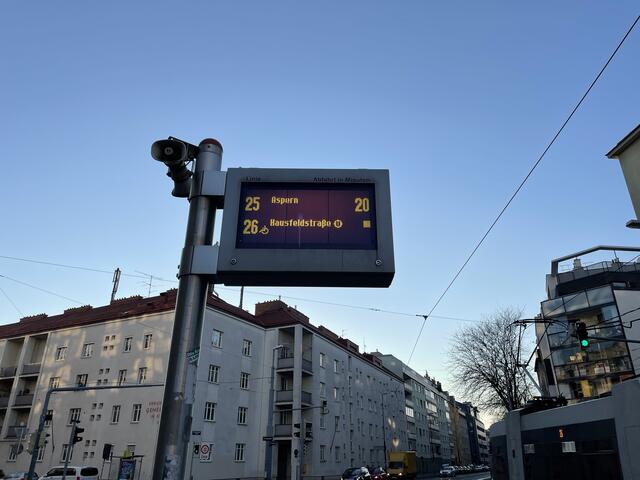 Linie Abfahrt in Minuten
25 Aspern 20
26 Hausfeldstraße U